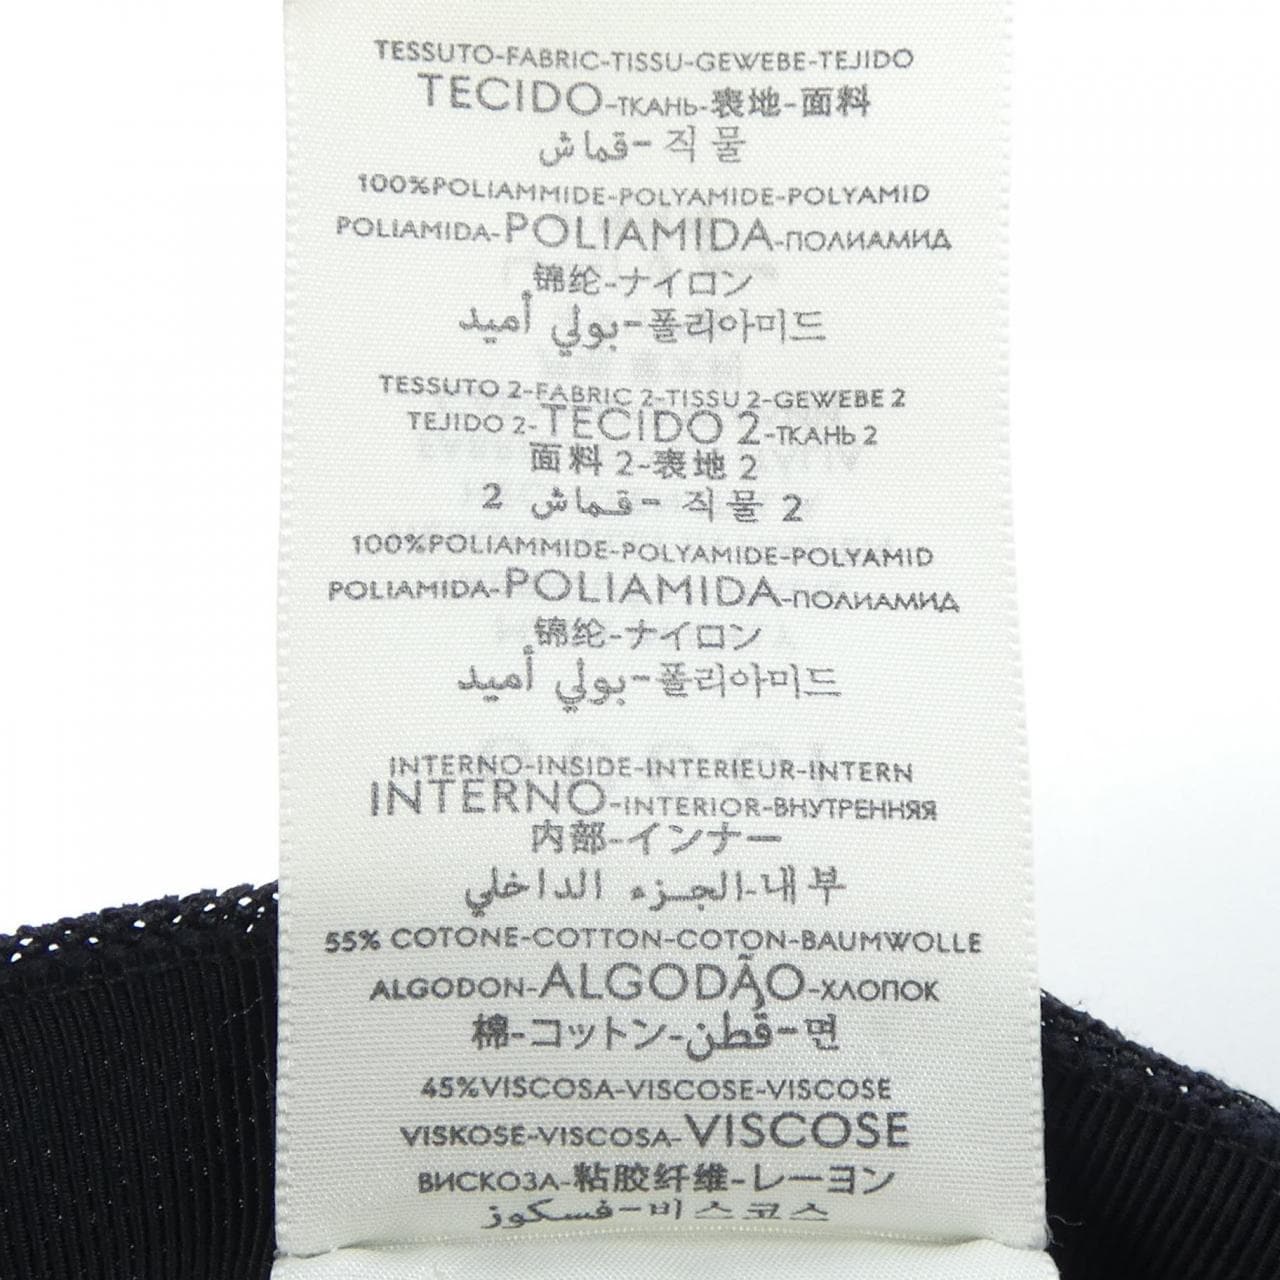 TESSUTO-FABRIC-TISSU-GEWEBE-TEJIDO
TECIDO-ТКАНЬ-表地-面料
قماش-직물
100%POLIAMMIDE-POLYAMIDE-POLYAMID
POLIAMIDA-POLIAMIDA-ПОЛИАМИД
锦纶-ナイロン
بولي أميد-폴리아미드
TESSUTO 2-FABRIC 2-TISSU 2-GEWEBE 2
TEJIDO 2-TECIDO 2-ТКАНЬ 2
面料 2-表地 2
قماش 2-직물 2
100%POLIAMMIDE-POLYAMIDE-POLYAMID
POLIAMIDA-POLIAMIDA-ПОЛИАМИД
锦纶-ナイロン
بولي أميد-폴리아미드
INTERNO-INSIDE-INTERIEUR-INTERN
INTERNO-INTERIOR-ВНУТРЕННЯЯ
内部-インナー
الجزء الداخلي-내부
55% COTONE-COTTON-COTON-BAUMWOLLE
ALGODON-ALGODÃO-ХЛОПОК
棉-コットン-قطن-면
45%VISCOSA-VISCOSE-VISCOSE
VISKOSE-VISCOSA-VISCOSE
ВИСКОЗА-粘胶纤维-レーヨン
فسكوز-비스코스